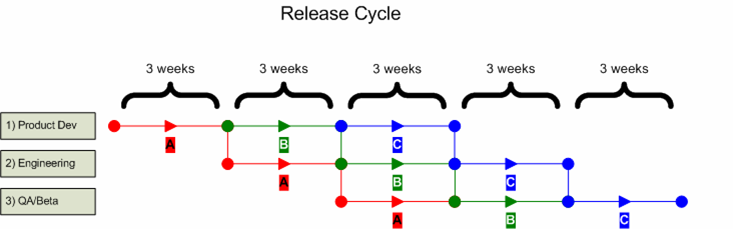 Release Cycle
3 weeks 3 weeks 3 weeks 3 weeks 3 weeks
1) Product Dev
A B C
2) Engineering
A B C
3) QA/Beta
A B C